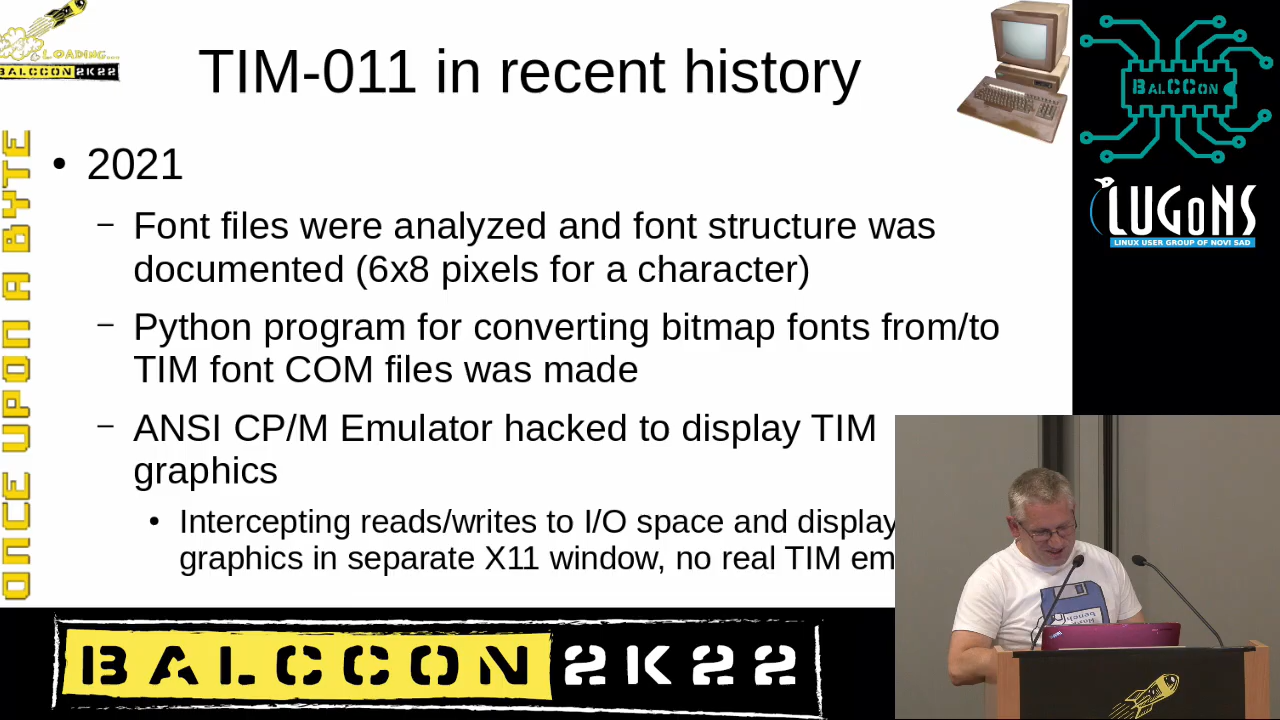 LOADING....
BALCCON2K22
TIM-011 in recent history
BALCCON
LUGONS
LINUX USER GROUP OF NOVI SAD
ONCE UPON A BYTE
• 2021
– Font files were analyzed and font structure was
documented (6x8 pixels for a character)
– Python program for converting bitmap fonts from/to
TIM font COM files was made
– ANSI CP/M Emulator hacked to display TIM
graphics
• Intercepting reads/writes to I/O space and display
graphics in separate X11 window, no real TIM em
BALCCON 2K22